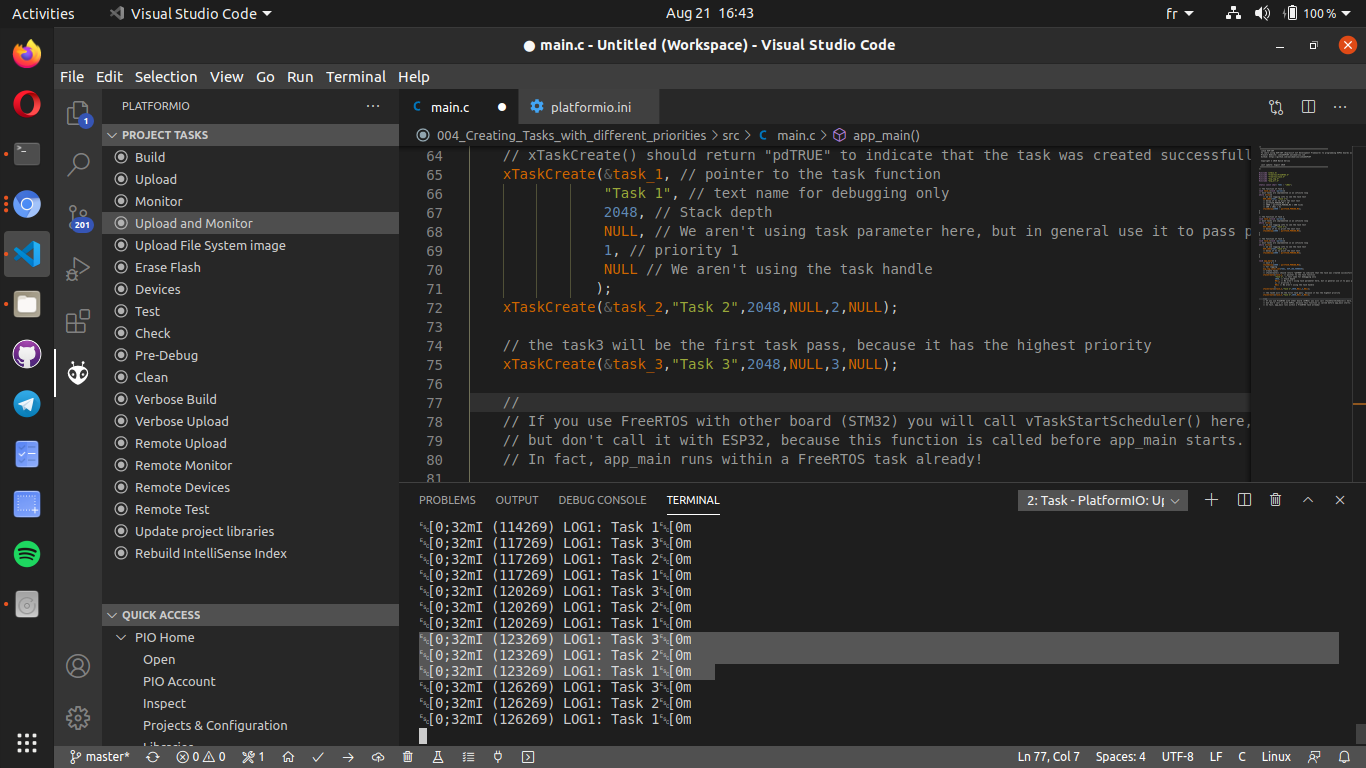 Activities Visual Studio Code Aug 21 16:43 fr 100 %
● main.c - Untitled (Workspace) - Visual Studio Code
File Edit Selection View Go Run Terminal Help
PLATFORMIO
PROJECT TASKS
Build
Upload
Monitor
Upload and Monitor
Upload File System image
Erase Flash
Devices
Test
Check
Pre-Debug
Clean
Verbose Build
Verbose Upload
Remote Upload
Remote Monitor
Remote Devices
Remote Test
Update project libraries
Rebuild IntelliSense Index
QUICK ACCESS
PIO Home
Open
PIO Account
Inspect
Projects & Configuration
Libraries
1
201
C main.c ● platformio.ini
004_Creating_Tasks_with_different_priorities > src > C main.c > app_main()
64 // xTaskCreate() should return "pdTRUE" to indicate that the task was created successfull
65 xTaskCreate(&task_1, // pointer to the task function
66 "Task 1", // text name for debugging only
67 2048, // Stack depth
68 NULL, // We aren't using task parameter here, but in general use it to pass p
69 1, // priority 1
70 NULL // We aren't using the task handle
71 );
72 xTaskCreate(&task_2,"Task 2",2048,NULL,2,NULL);
73
74 // the task3 will be the first task pass, because it has the highest priority
75 xTaskCreate(&task_3,"Task 3",2048,NULL,3,NULL);
76
77 //
78 // If you use FreeRTOS with other board (STM32) you will call vTaskStartScheduler() here,
79 // but don't call it with ESP32, because this function is called before app_main starts.
80 // In fact, app_main runs within a FreeRTOS task already!
81
PROBLEMS OUTPUT DEBUG CONSOLE TERMINAL 2: Task - PlatformIO: Up
␛[0;32mI (114269) LOG1: Task 1␛[0m
␛[0;32mI (117269) LOG1: Task 3␛[0m
␛[0;32mI (117269) LOG1: Task 2␛[0m
␛[0;32mI (117269) LOG1: Task 1␛[0m
␛[0;32mI (120269) LOG1: Task 3␛[0m
␛[0;32mI (120269) LOG1: Task 2␛[0m
␛[0;32mI (120269) LOG1: Task 1␛[0m
␛[0;32mI (123269) LOG1: Task 3␛[0m
␛[0;32mI (123269) LOG1: Task 2␛[0m
␛[0;32mI (123269) LOG1: Task 1␛[0m
␛[0;32mI (126269) LOG1: Task 3␛[0m
␛[0;32mI (126269) LOG1: Task 2␛[0m
␛[0;32mI (126269) LOG1: Task 1␛[0m
master* 0 0 1 Ln 77, Col 7 Spaces: 4 UTF-8 LF C Linux